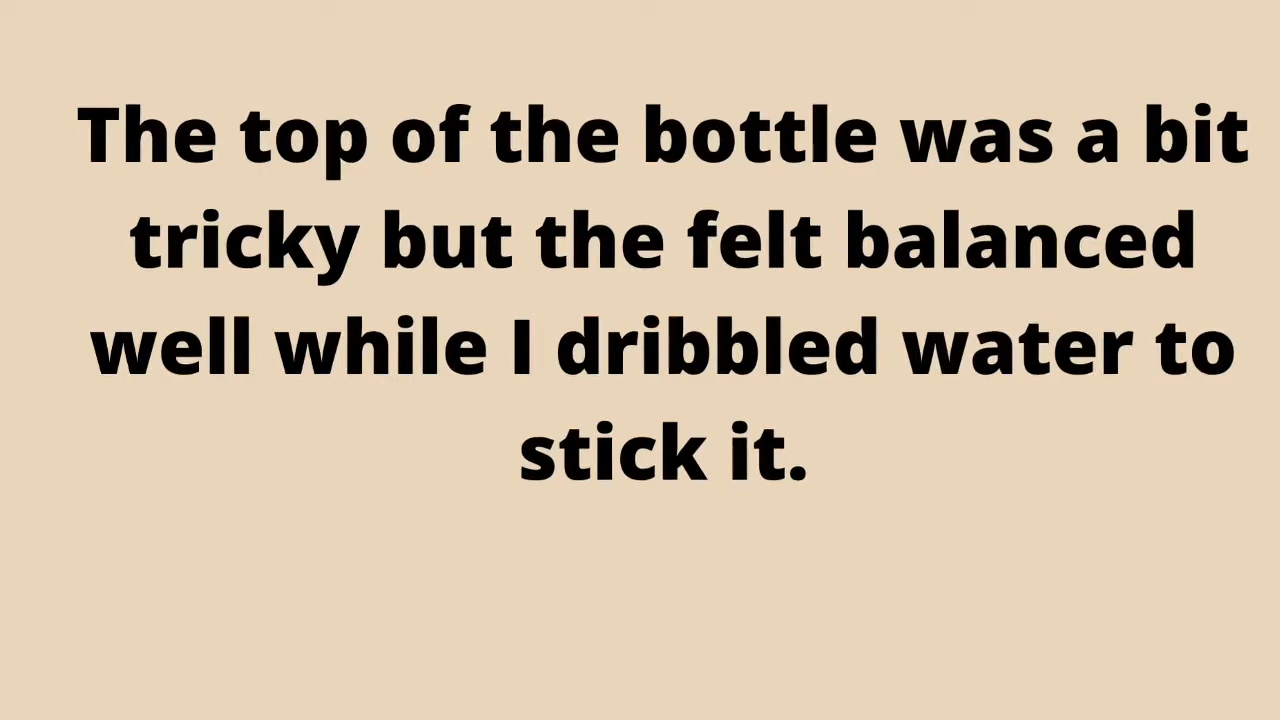 The top of the bottle was a bit
tricky but the felt balanced
well while I dribbled water to
stick it.